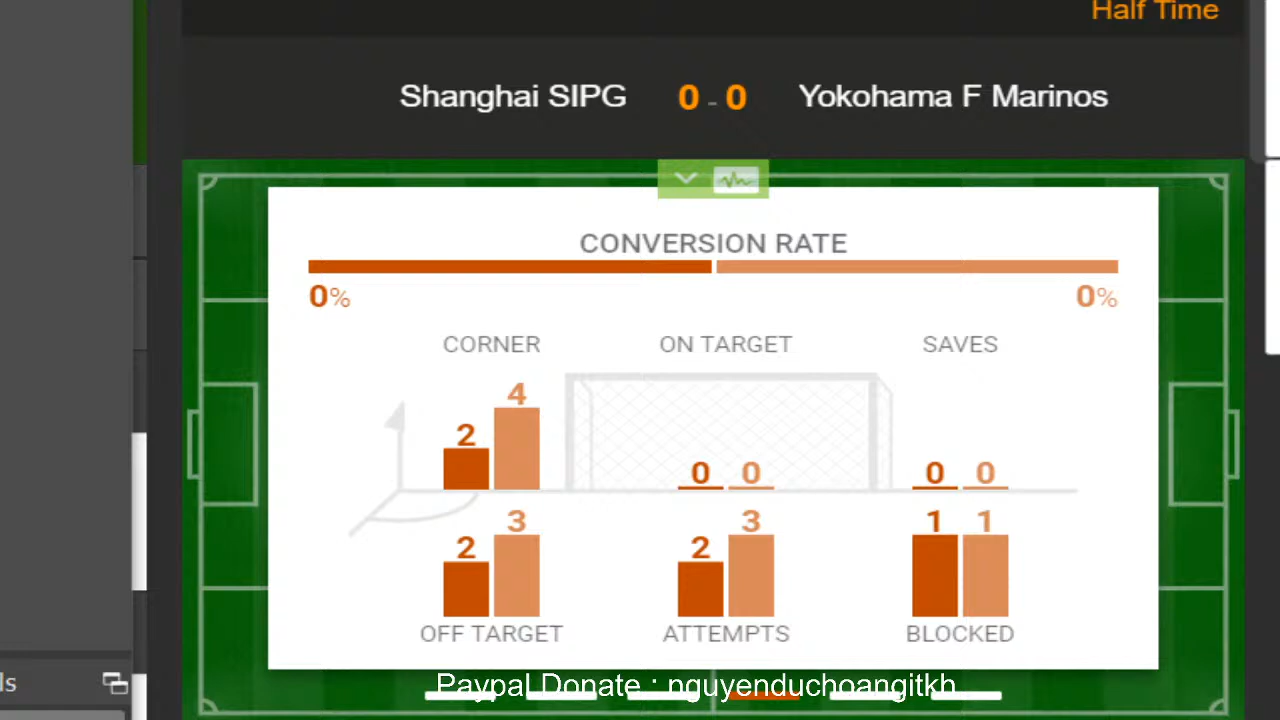 Half Time
Shanghai SIPG 0 - 0 Yokohama F Marinos
CONVERSION RATE
0% 0%
CORNER ON TARGET SAVES
2 4 0 0 0 0
2 3 2 3 1 1
OFF TARGET ATTEMPTS BLOCKED
ls
Paypal Donate : nguyenduchoangitkh